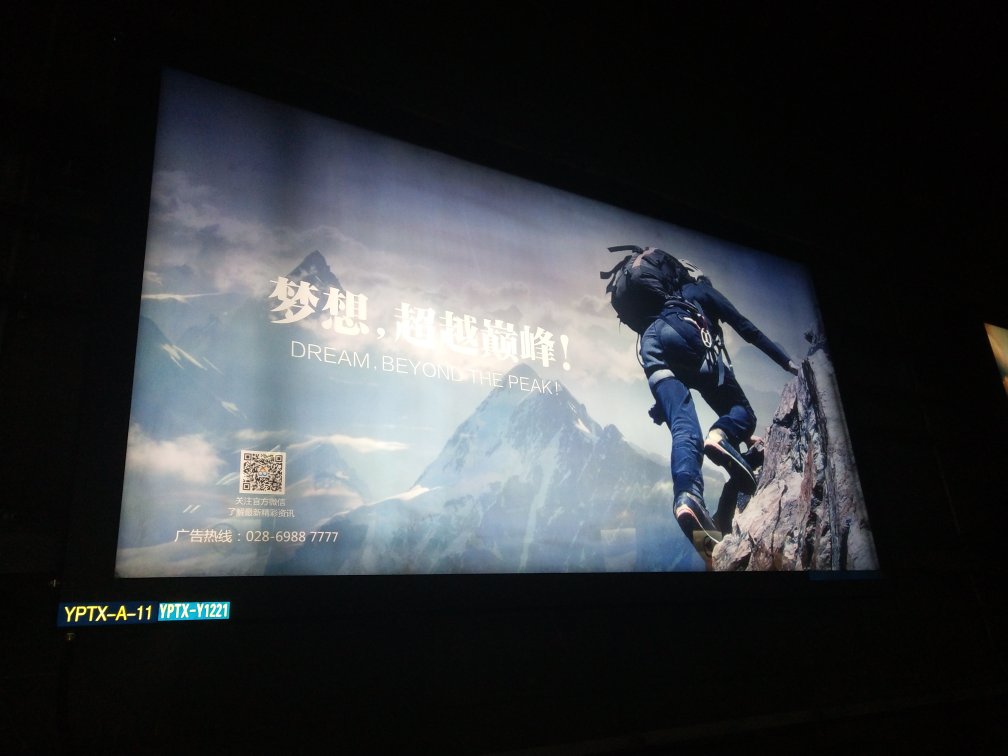 梦想,超越巅峰!
DREAM,BEYOND THE PEAK!
关注官方微信
了解最新精彩资讯
广告热线：028-6988 7777
YPTX-A-11 YPTX-Y1221